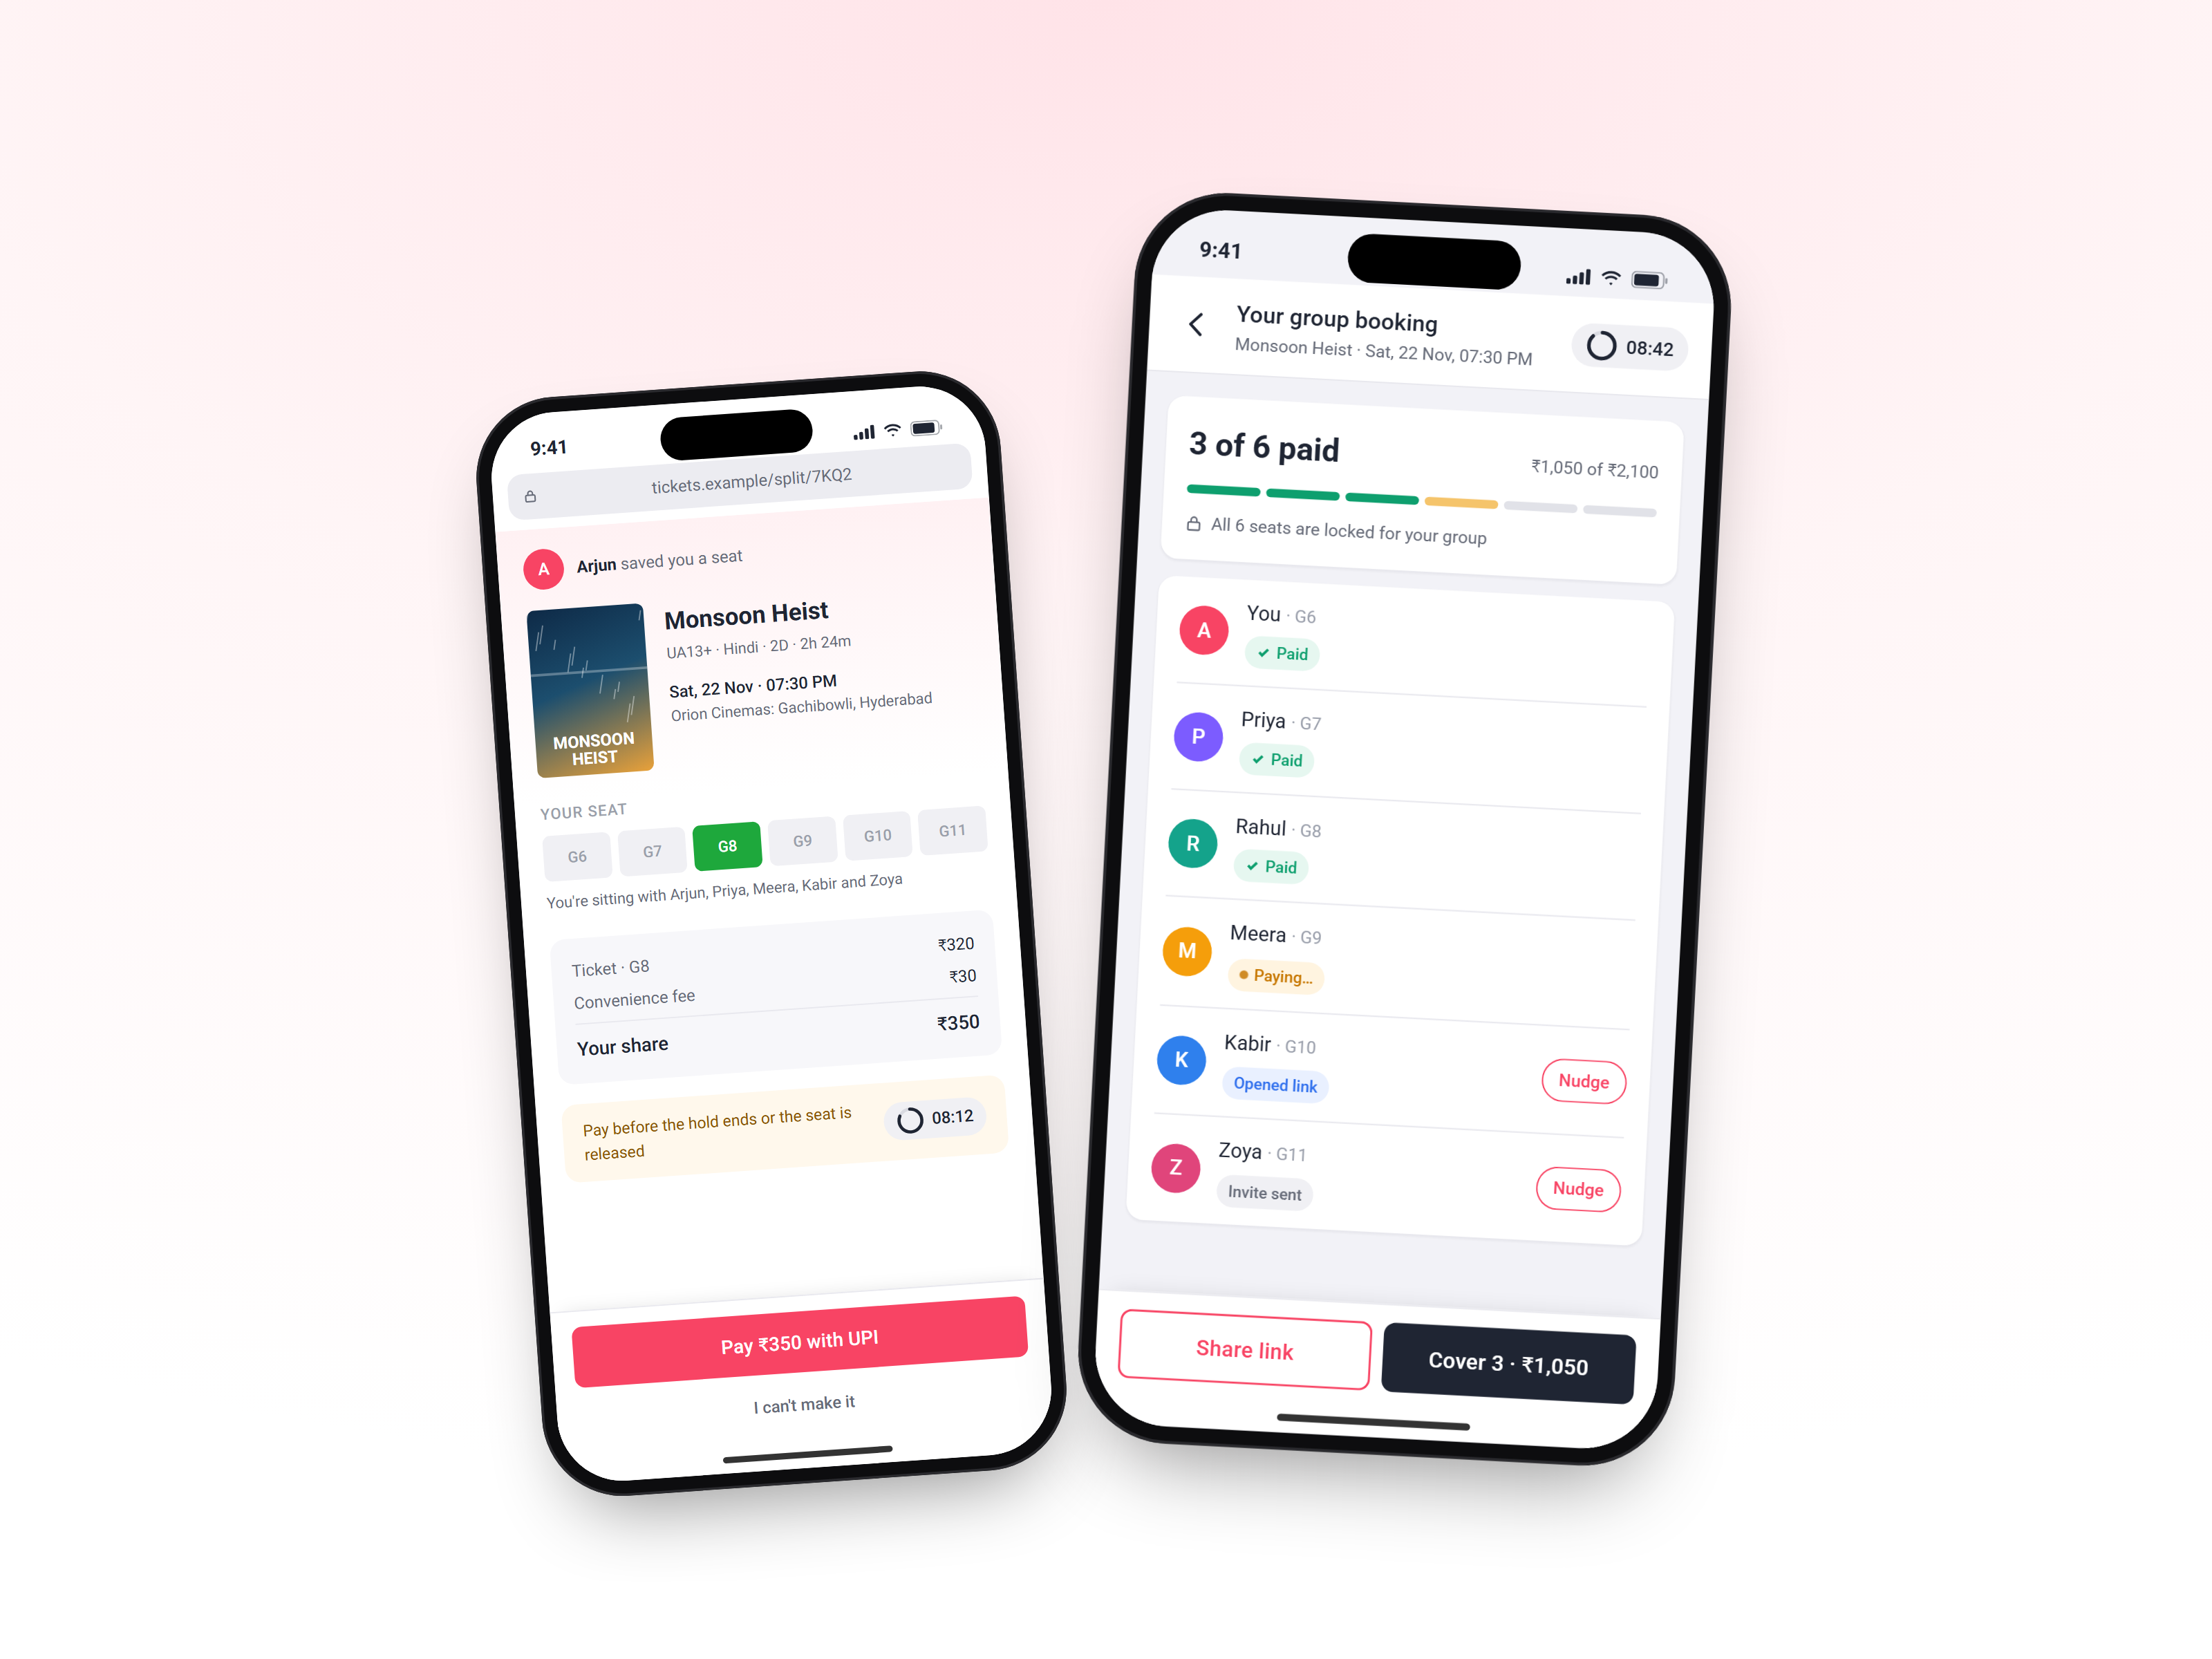 9:41
tickets.example/split/7KQ2
A
Arjun saved you a seat
MONSOON
HEIST
Monsoon Heist
UA13+ · Hindi · 2D · 2h 24m
Sat, 22 Nov · 07:30 PM
Orion Cinemas: Gachibowli, Hyderabad
YOUR SEAT
G6 G7 G8 G9 G10 G11
You're sitting with Arjun, Priya, Meera, Kabir and Zoya
Ticket · G8 ₹320
Convenience fee ₹30
Your share ₹350
Pay before the hold ends or the seat is
released
08:12
Pay ₹350 with UPI
I can't make it
9:41
Your group booking
Monsoon Heist · Sat, 22 Nov, 07:30 PM
08:42
3 of 6 paid
₹1,050 of ₹2,100
All 6 seats are locked for your group
A
You · G6
Paid
P
Priya · G7
Paid
R
Rahul · G8
Paid
M
Meera · G9
Paying...
K
Kabir · G10
Opened link
Nudge
Z
Zoya · G11
Invite sent
Nudge
Share link
Cover 3 · ₹1,050